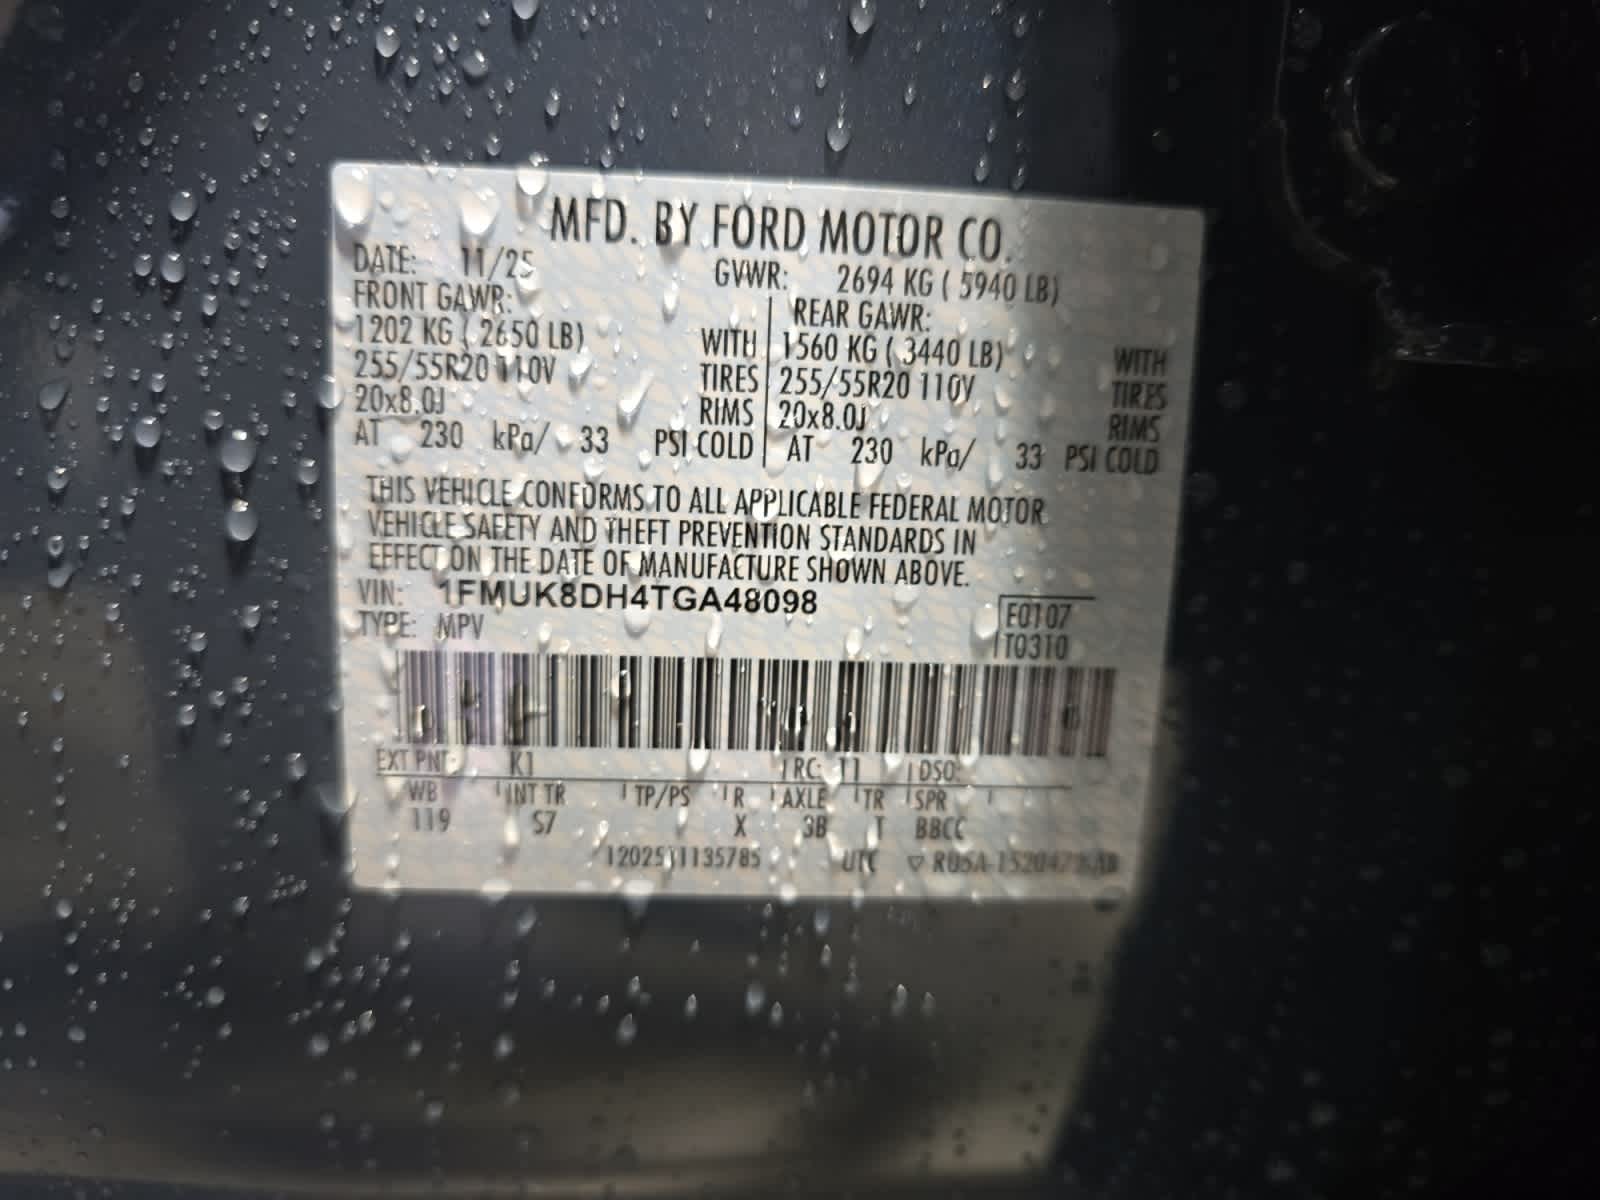 MFD. BY FORD MOTOR CO.
DATE: 11/25 GVWR: 2694 KG ( 5940 LB)
FRONT GAWR: REAR GAWR:
1202 KG ( 2650 LB) WITH 1560 KG ( 3440 LB) WITH
255/55R20 110V TIRES 255/55R20 110V TIRES
20x8.0J RIMS 20x8.0J RIMS
AT 230 kPa/ 33 PSI COLD AT 230 kPa/ 33 PSI COLD
THIS VEHICLE CONFORMS TO ALL APPLICABLE FEDERAL MOTOR
VEHICLE SAFETY AND THEFT PREVENTION STANDARDS IN
EFFECT ON THE DATE OF MANUFACTURE SHOWN ABOVE.
VIN: 1FMUK8DH4TGA48098
TYPE: MPV
E0107
T0310
EXT PNT: K1 RC: 11 DSO:
WB INT TR TP/PS R AXLE TR SPR
119 S7 X 3B T BBCC
1202511135785 UTC